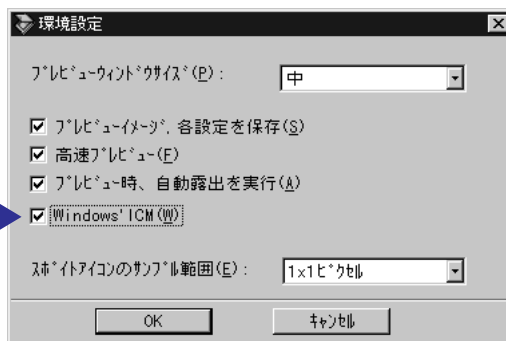 環境設定
ﾌﾟﾚﾋﾞｭｰｳｨﾝﾄﾞｳｻｲｽﾞ(P):
中
ﾌﾟﾚﾋﾞｭｰｲﾒｰｼﾞ、各設定を保存(S)
高速ﾌﾟﾚﾋﾞｭｰ(F)
ﾌﾟﾚﾋﾞｭｰ時、自動露出を実行(A)
Windows' ICM(W)
ｽﾎﾟｲﾄｱｲｺﾝのｻﾝﾌﾟﾙ範囲(E):
1x1ﾋﾟｸｾﾙ
OK
ｷｬﾝｾﾙ